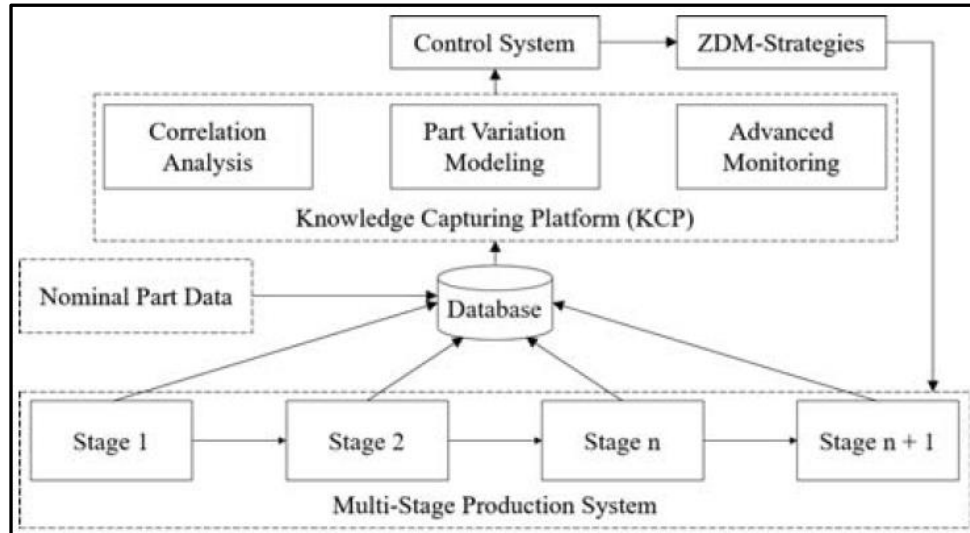 Control System
ZDM-Strategies
Correlation
Analysis
Part Variation
Modeling
Advanced
Monitoring
Knowledge Capturing Platform (KCP)
Nominal Part Data
Database
Stage 1
Stage 2
Stage n
Stage n + 1
Multi-Stage Production System